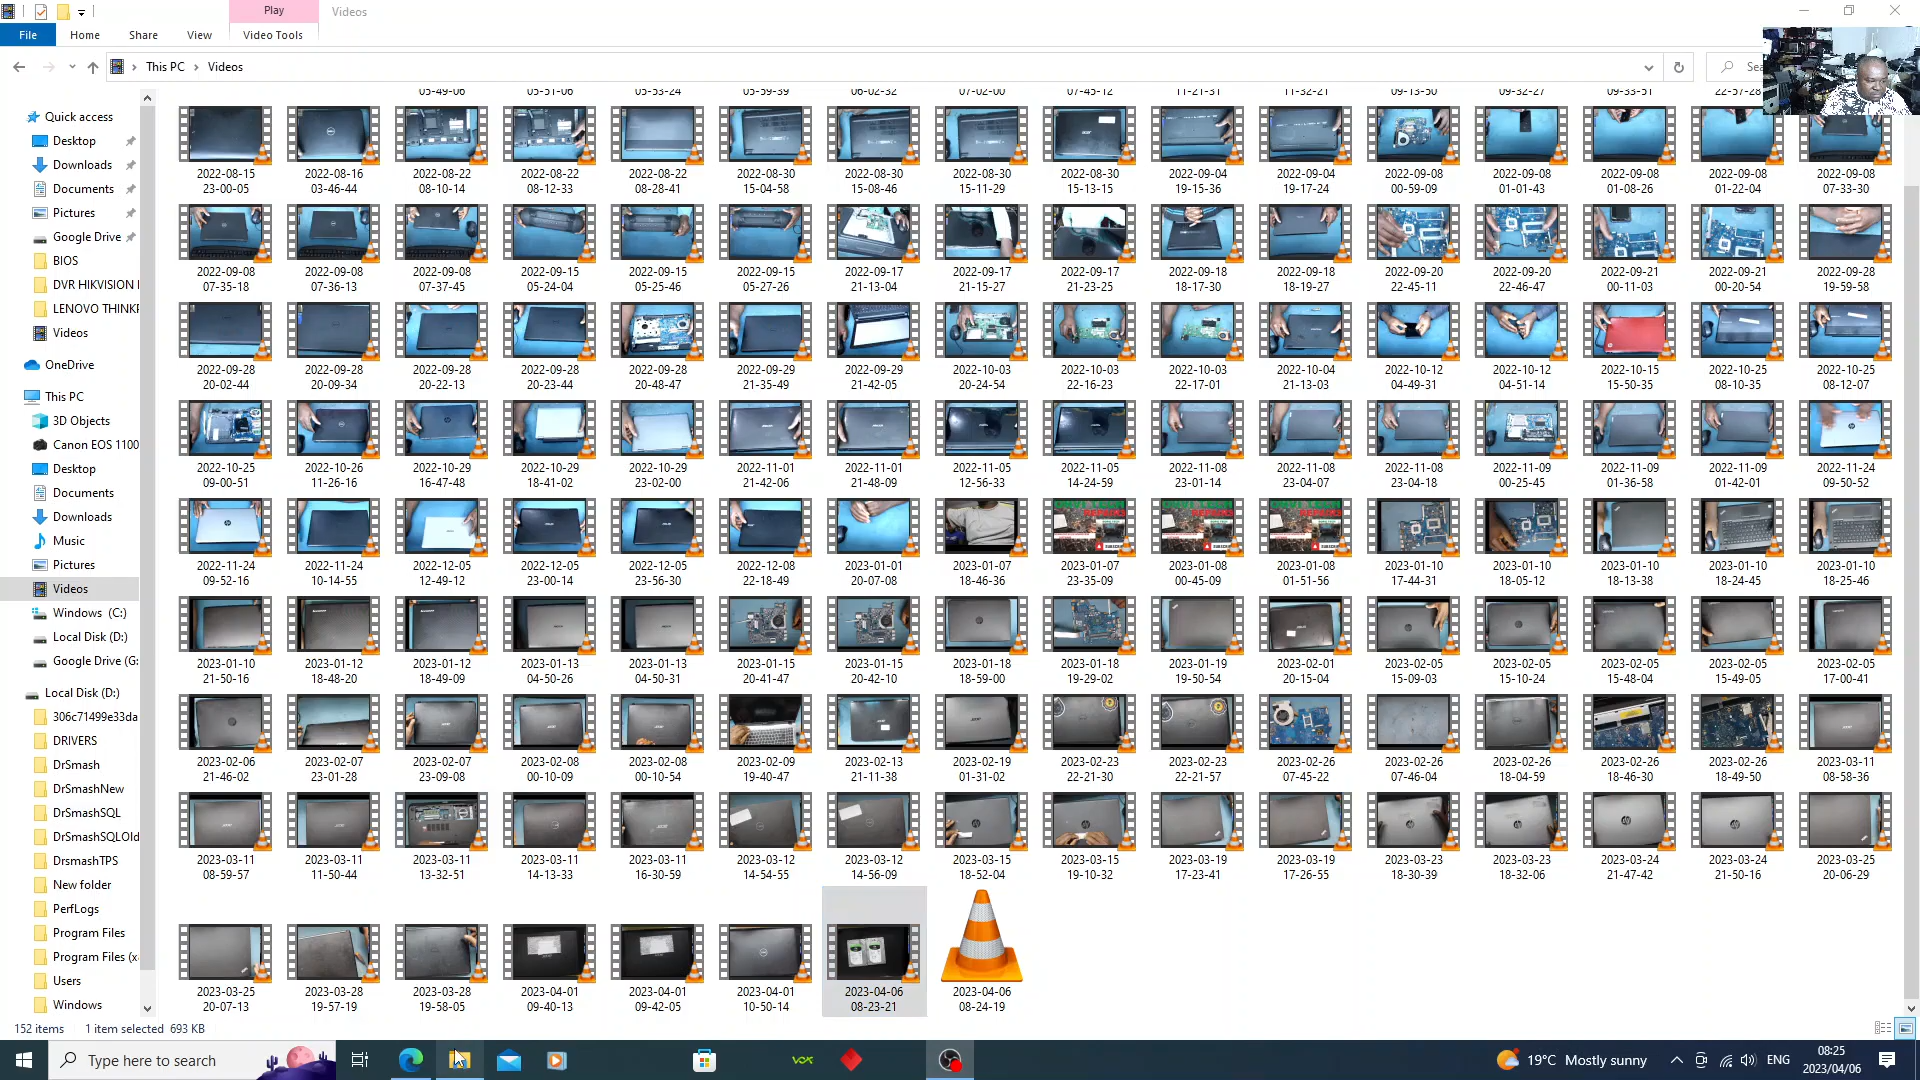 Play
Videos
File
Home
Share
View
Video Tools
This PC
Videos
Sea
Quick access
Desktop
Downloads
Documents
Pictures
Google Drive
BIOS
DVR HIKVISION
LENOVO THINKP
Videos
OneDrive
This PC
3D Objects
Canon EOS 1100
Desktop
Documents
Downloads
Music
Pictures
Videos
Windows (C:)
Local Disk (D:)
Google Drive (G:
Local Disk (D:)
306c71499e33da
DRIVERS
DrSmash
DrSmashNew
DrSmashSQL
DrSmashSQLOld
DrsmashTPS
New folder
PerfLogs
Program Files
Program Files (x
Users
Windows
05-49-06 05-51-06 05-53-24 05-59-39 06-02-32 07-02-00 07-45-12 11-21-31 11-32-21 09-13-50 09-32-27 09-33-51 22-57-28
2022-08-15 2022-08-16 2022-08-22 2022-08-22 2022-08-22 2022-08-30 2022-08-30 2022-08-30 2022-08-30 2022-09-04 2022-09-04 2022-09-08 2022-09-08 2022-09-08 2022-09-08 2022-09-08
23-00-05 03-46-44 08-10-14 08-12-33 08-28-41 15-04-58 15-08-46 15-11-29 15-13-15 19-15-36 19-17-24 00-59-09 01-01-43 01-08-26 01-22-04 07-33-30
2022-09-08 2022-09-08 2022-09-08 2022-09-15 2022-09-15 2022-09-15 2022-09-17 2022-09-17 2022-09-17 2022-09-18 2022-09-18 2022-09-20 2022-09-20 2022-09-21 2022-09-21 2022-09-28
07-35-18 07-36-13 07-37-45 05-24-04 05-25-46 05-27-26 21-13-04 21-15-27 21-23-25 18-17-30 18-19-27 22-45-11 22-46-47 00-11-03 00-20-54 19-59-58
2022-09-28 2022-09-28 2022-09-28 2022-09-28 2022-09-28 2022-09-29 2022-09-29 2022-10-03 2022-10-03 2022-10-03 2022-10-04 2022-10-12 2022-10-12 2022-10-15 2022-10-25 2022-10-25
20-02-44 20-09-34 20-22-13 20-23-44 20-48-47 21-35-49 21-42-05 20-24-54 22-16-23 22-17-01 21-13-03 04-49-31 04-51-14 15-50-35 08-10-35 08-12-07
2022-10-25 2022-10-26 2022-10-29 2022-10-29 2022-10-29 2022-11-01 2022-11-01 2022-11-05 2022-11-05 2022-11-08 2022-11-08 2022-11-08 2022-11-09 2022-11-09 2022-11-09 2022-11-24
09-00-51 11-26-16 16-47-48 18-41-02 23-02-00 21-42-06 21-48-09 12-56-33 14-24-59 23-01-14 23-04-07 23-04-18 00-25-45 01-36-58 01-42-01 09-50-52
2022-11-24 2022-11-24 2022-12-05 2022-12-05 2022-12-05 2022-12-08 2023-01-01 2023-01-07 2023-01-07 2023-01-08 2023-01-08 2023-01-10 2023-01-10 2023-01-10 2023-01-10 2023-01-10
09-52-16 10-14-55 12-49-12 23-00-14 23-56-30 22-18-49 20-07-08 18-46-36 23-35-09 00-45-09 01-51-56 17-44-31 18-05-12 18-13-38 18-24-45 18-25-46
2023-01-10 2023-01-12 2023-01-12 2023-01-13 2023-01-13 2023-01-15 2023-01-15 2023-01-18 2023-01-18 2023-01-19 2023-02-01 2023-02-05 2023-02-05 2023-02-05 2023-02-05 2023-02-05
21-50-16 18-48-20 18-49-09 04-50-26 04-50-31 20-41-47 20-42-10 18-59-00 19-29-02 19-50-54 20-15-04 15-09-03 15-10-24 15-48-04 15-49-05 17-00-41
2023-02-06 2023-02-07 2023-02-07 2023-02-08 2023-02-08 2023-02-09 2023-02-13 2023-02-19 2023-02-23 2023-02-23 2023-02-26 2023-02-26 2023-02-26 2023-02-26 2023-02-26 2023-03-11
21-46-02 23-01-28 23-09-08 00-10-09 00-10-54 19-40-47 21-11-38 01-31-02 22-21-30 22-21-57 07-45-22 07-46-04 18-04-59 18-46-30 18-49-50 08-58-36
2023-03-11 2023-03-11 2023-03-11 2023-03-11 2023-03-11 2023-03-12 2023-03-12 2023-03-15 2023-03-15 2023-03-19 2023-03-19 2023-03-23 2023-03-23 2023-03-24 2023-03-24 2023-03-25
08-59-57 11-50-44 13-32-51 14-13-33 16-30-59 14-54-55 14-56-09 18-52-04 19-10-32 17-23-41 17-26-55 18-30-39 18-32-06 21-47-42 21-50-16 20-06-29
2023-03-25 2023-03-28 2023-03-28 2023-04-01 2023-04-01 2023-04-01 2023-04-06 2023-04-06
20-07-13 19-57-19 19-58-05 09-40-13 09-42-05 10-50-14 08-23-21 08-24-19
152 items 1 item selected 693 KB
Type here to search
VOX
19°C Mostly sunny
ENG
08:25
2023/04/06